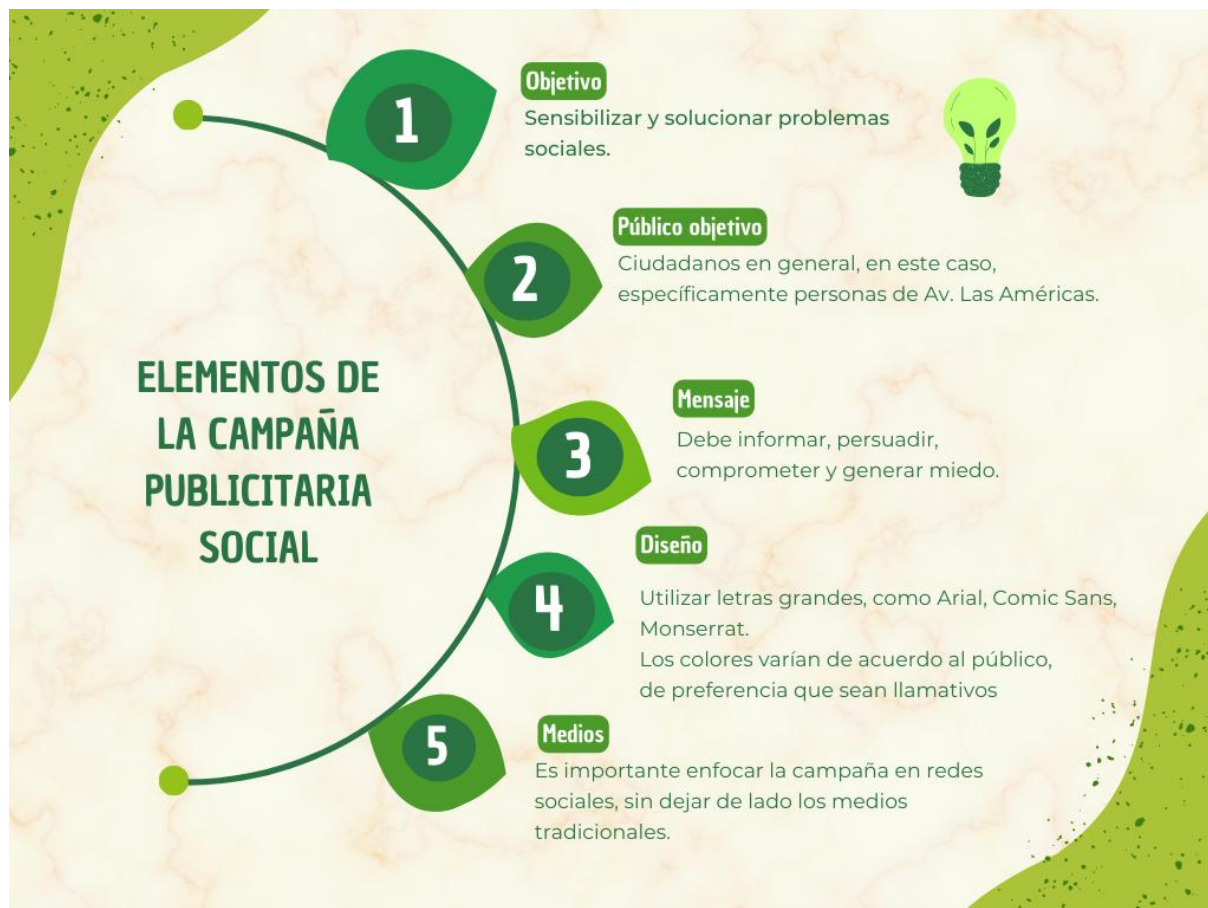 ELEMENTOS DE
LA CAMPAÑA
PUBLICITARIA
SOCIAL
1
Objetivo
Sensibilizar y solucionar problemas
sociales.
2
Público objetivo
Ciudadanos en general, en este caso,
específicamente personas de Av. Las Américas.
3
Mensaje
Debe informar, persuadir,
comprometer y generar miedo.
4
Diseño
Utilizar letras grandes, como Arial, Comic Sans,
Monserrat.
Los colores varían de acuerdo al público,
de preferencia que sean llamativos
5
Medios
Es importante enfocar la campaña en redes
sociales, sin dejar de lado los medios
tradicionales.